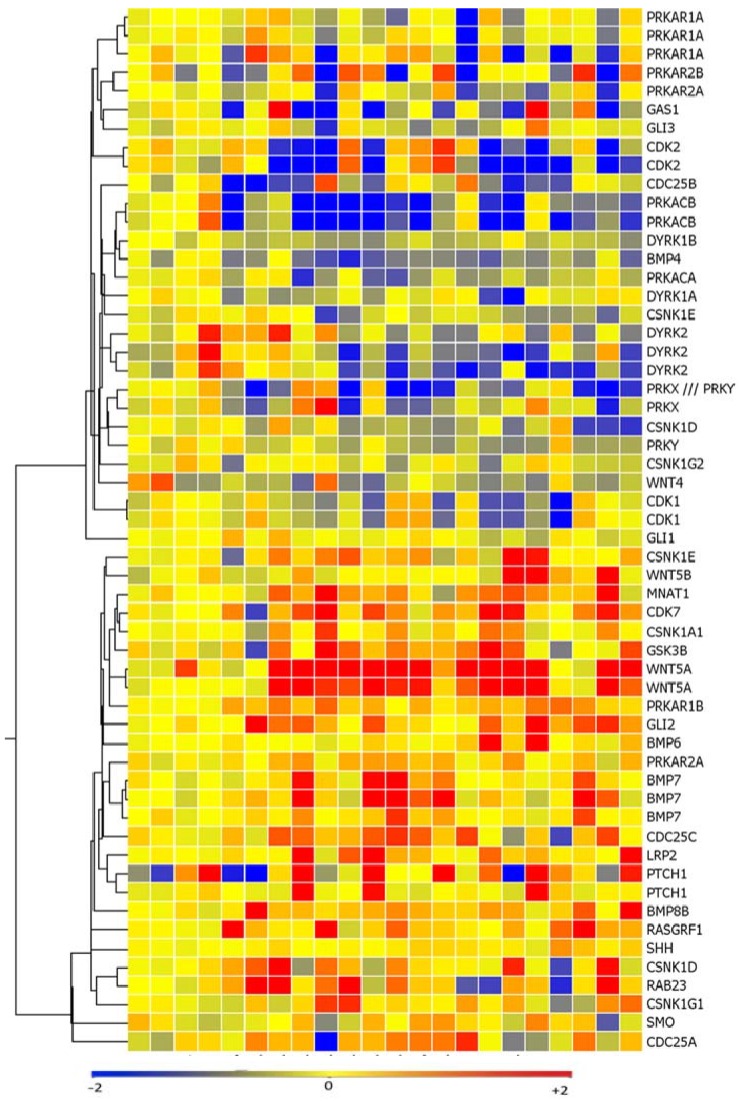 PRKAR1A
PRKAR1A
PRKAR1A
PRKAR2B
PRKAR2A
GAS1
GLI3
CDK2
CDK2
CDC25B
PRKACB
PRKACB
DYRK1B
BMP4
PRKACA
DYRK1A
CSNK1E
DYRK2
DYRK2
DYRK2
PRKX /// PRKY
PRKX
CSNK1D
PRKY
CSNK1G2
WNT4
CDK1
CDK1
GLI1
CSNK1E
WNT5B
MNAT1
CDK7
CSNK1A1
GSK3B
WNT5A
WNT5A
PRKAR1B
GLI2
BMP6
PRKAR2A
BMP7
BMP7
BMP7
CDC25C
LRP2
PTCH1
PTCH1
BMP8B
RASGRF1
SHH
CSNK1D
RAB23
CSNK1G1
SMO
CDC25A
-2 0 +2